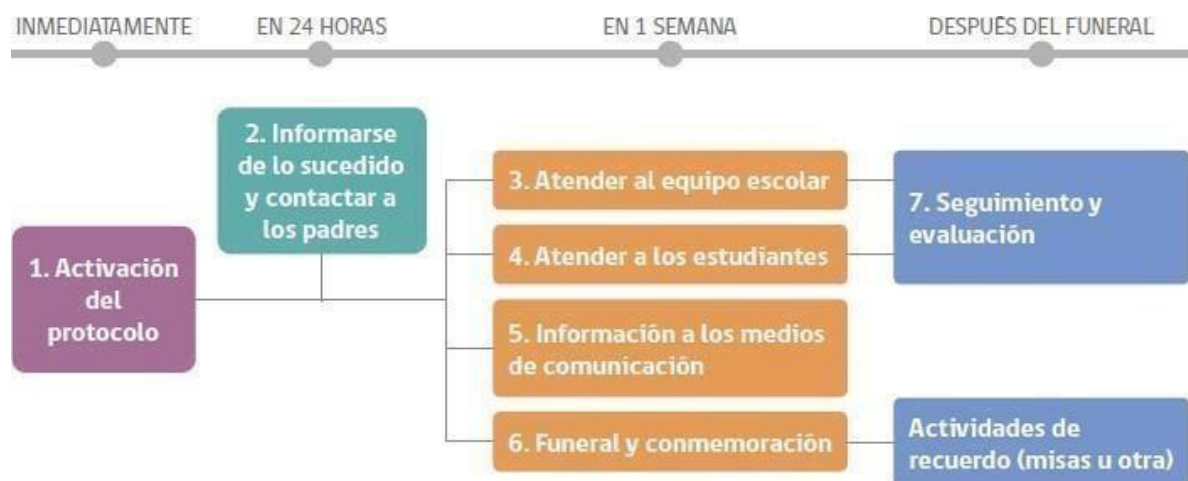 INMEDIATAMENTE
EN 24 HORAS
EN 1 SEMANA
DESPUÉS DEL FUNERAL
1. Activación
del
protocolo
2. Informarse
de lo sucedido
y contactar a
los padres
3. Atender al equipo escolar
4. Atender a los estudiantes
5. Información a los medios
de comunicación
6. Funeral y conmemoración
7. Seguimiento y
evaluación
Actividades de
recuerdo (misas u otra)